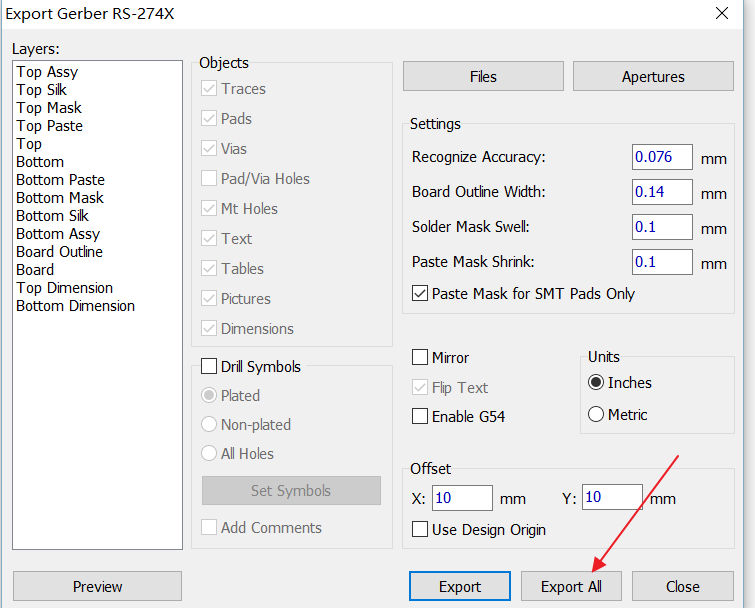 Export Gerber RS-274X
Layers:
Top Assy
Top Silk
Top Mask
Top Paste
Top
Bottom
Bottom Paste
Bottom Mask
Bottom Silk
Bottom Assy
Board Outline
Board
Top Dimension
Bottom Dimension
Objects
Traces
Pads
Vias
Pad/Via Holes
Mt Holes
Text
Tables
Pictures
Dimensions
Drill Symbols
Plated
Non-plated
All Holes
Set Symbols
Add Comments
Files Apertures
Settings
Recognize Accuracy: 0.076 mm
Board Outline Width: 0.14 mm
Solder Mask Swell: 0.1 mm
Paste Mask Shrink: 0.1 mm
Paste Mask for SMT Pads Only
Mirror
Flip Text
Enable G54
Units
Inches
Metric
Offset
X: 10 mm Y: 10 mm
Use Design Origin
Preview Export Export All Close